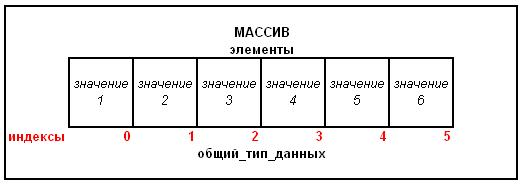 МАССИВ
элементы
значение 1 значение 2 значение 3 значение 4 значение 5 значение 6
индексы 0 1 2 3 4 5
общий_тип_данных